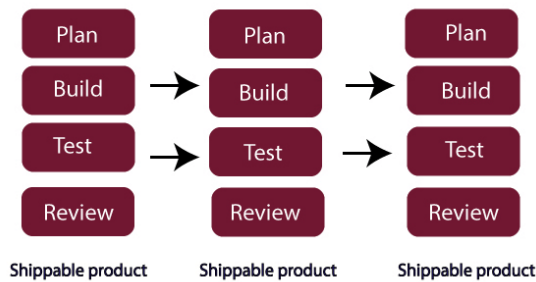 Plan
Build
Test
Review
Shippable product
Plan
Build
Test
Review
Shippable product
Plan
Build
Test
Review
Shippable product